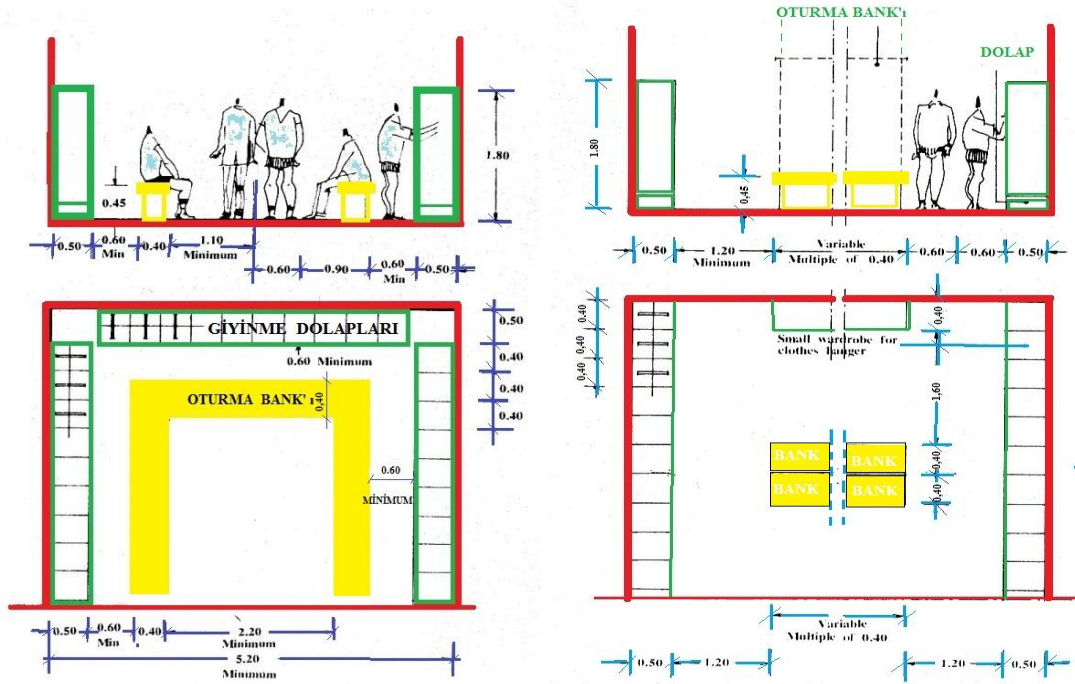 1.80
0.45
0.50
0.60
Min
0.40
1.10
Minimum
0.60
0.90
0.60
Min
0.50
GİYİNME DOLAPLARI
0.60 Minimum
OTURMA BANK' ı
0,40
0.60
MİNİMUM
0.50
0.40
0.40
0.40
0.50
0.60
Min
0.40
2.20
Minimum
5.20
Minimum
OTURMA BANK'ı
DOLAP
1.80
0,45
0.50
1.20
Minimum
Variable
Multiple of 0.40
0.60
0.60
0.50
0,40
0,40
0,40
Small wardrobe for
clothes hanger
0,40
1,60
0,40
0,40
BANK
BANK
BANK
BANK
Variable
Multiple of 0.40
0.50
1.20
1.20
0.50